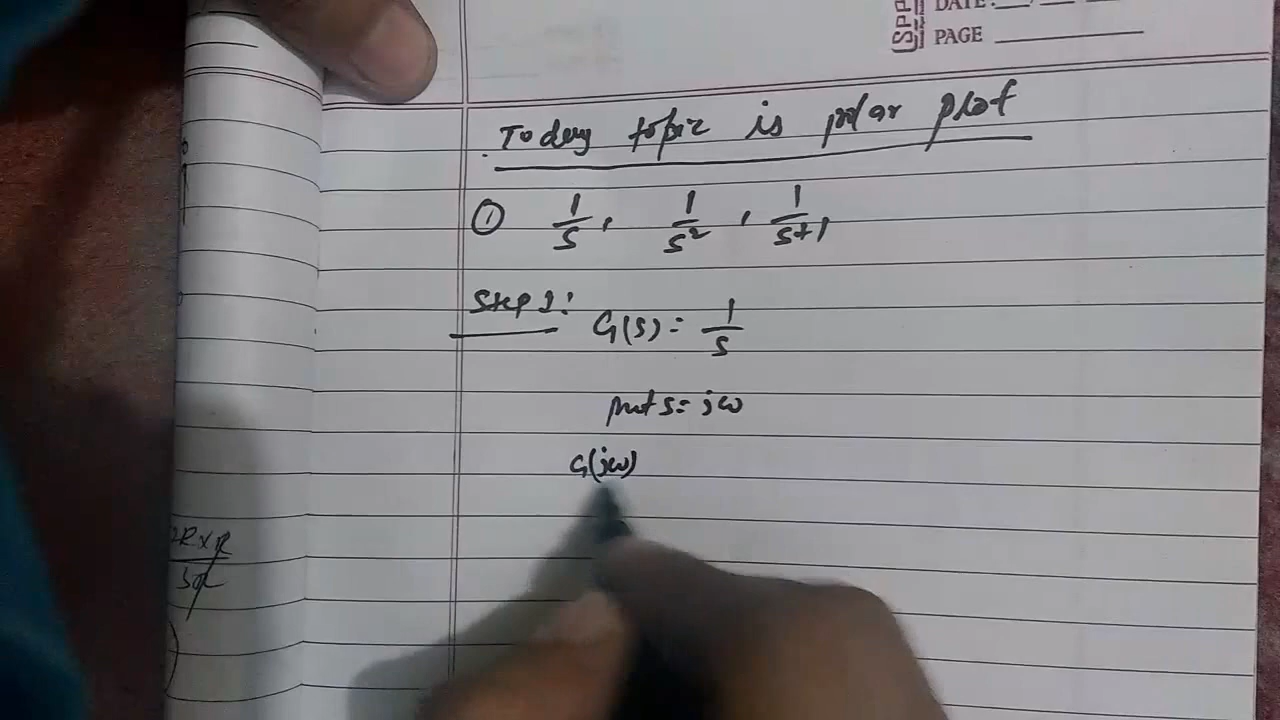 DATE:
PAGE
Today topic is polar plot
① 1/s, 1/s², 1/s+1
Step 1: G(s) = 1/s
put s = jω
G(jω)
2R×R